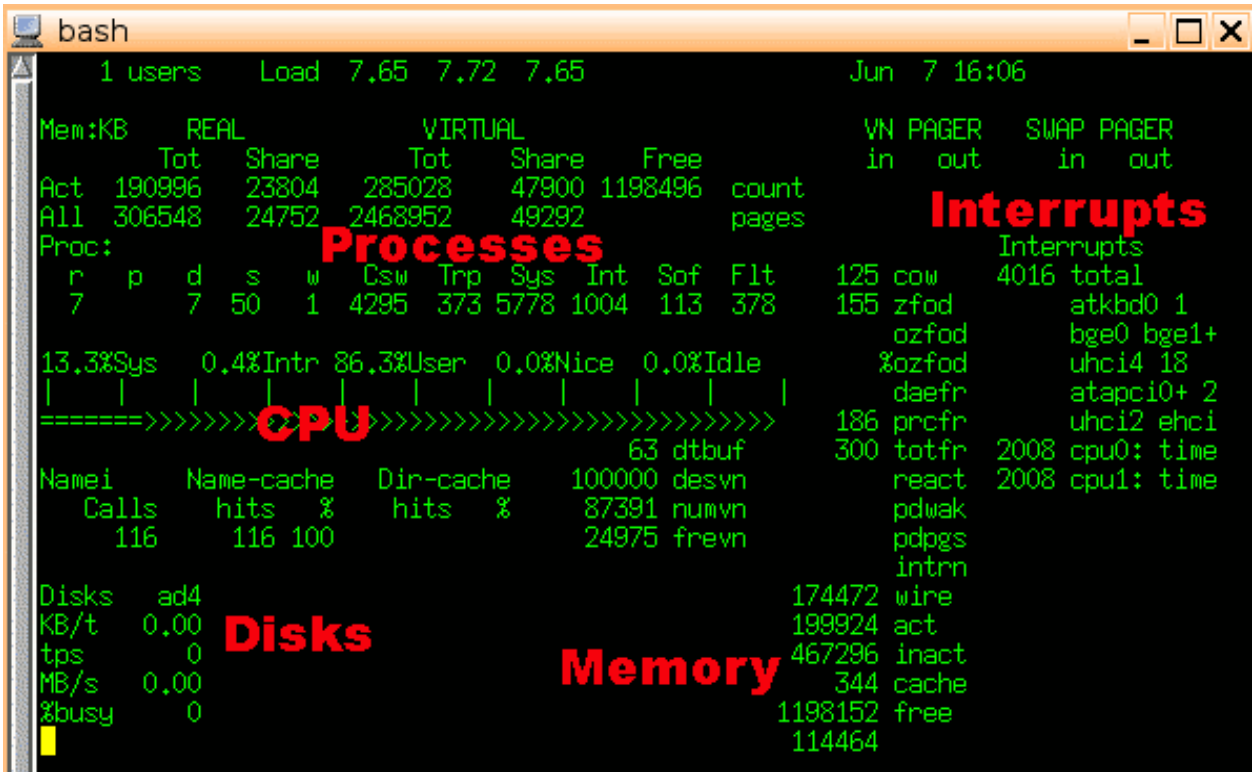 bash
1 users Load 7.65 7.72 7.65 Jun 7 16:06
Mem:KB REAL VIRTUAL VN PAGER SWAP PAGER
Tot Share Tot Share Free in out in out
Act 190996 23804 285028 47900 1198496 count
All 306548 24752 2468952 49292 pages
Interrupts
Proc: Processes Interrupts
r p d s w Csw Trp Sys Int Sof Flt 125 cow 4016 total
7 7 50 1 4295 373 5778 1004 113 378 155 zfod atkbd0 1
ozfod bge0 bge1+
13.3%Sys 0.4%Intr 86.3%User 0.0%Nice 0.0%Idle %ozfod uhci4 18
| | | | | | | | | | | daefr atapci0+ 2
=======>>>>>>>>>>>>>>>>>>>>>>>>>>>>>>>>>>>>>>>>>>> CPU 186 prcfr uhci2 ehci
63 dtbuf 300 totfr 2008 cpu0: time
Namei Name-cache Dir-cache 100000 desvn react 2008 cpu1: time
Calls hits % hits % 87391 numvn pdwak
116 116 100 24975 frevn pdpgs
intrn
Disks ad4 174472 wire
KB/t 0.00 Disks 199924 act
tps 0 Memory 467296 inact
MB/s 0.00 344 cache
%busy 0 1198152 free
114464